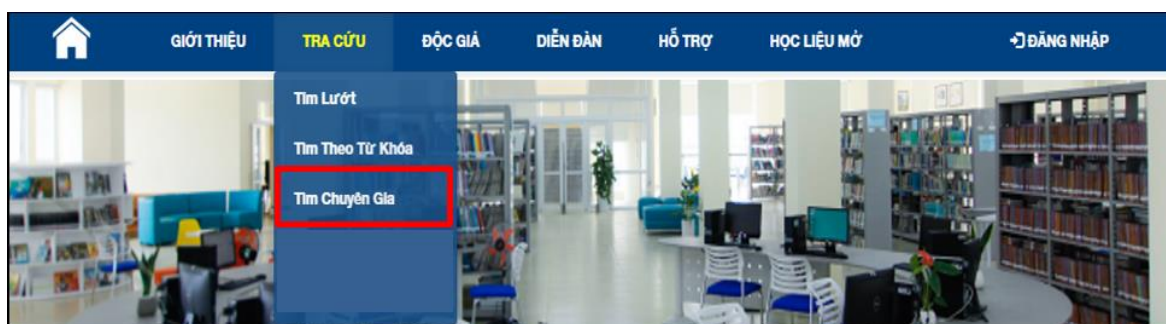 GIỚI THIỆU TRA CỨU ĐỘC GIẢ DIỄN ĐÀN HỖ TRỢ HỌC LIỆU MỞ ĐĂNG NHẬP
Tìm Lướt
Tìm Theo Từ Khóa
Tìm Chuyên Gia